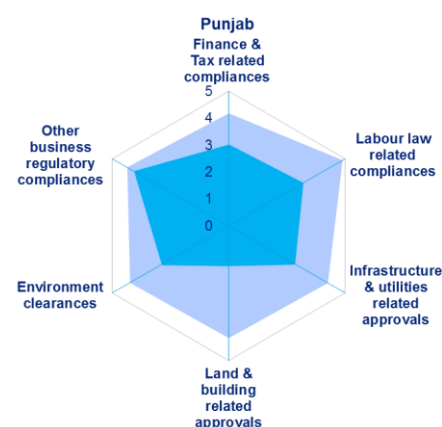 Punjab
Finance &
Tax related
compliances
5
4
3
2
1
0
Other
business
regulatory
compliances
Labour law
related
compliances
Environment
clearances
Infrastructure
& utilities
related
approvals
Land &
building
related
approvals